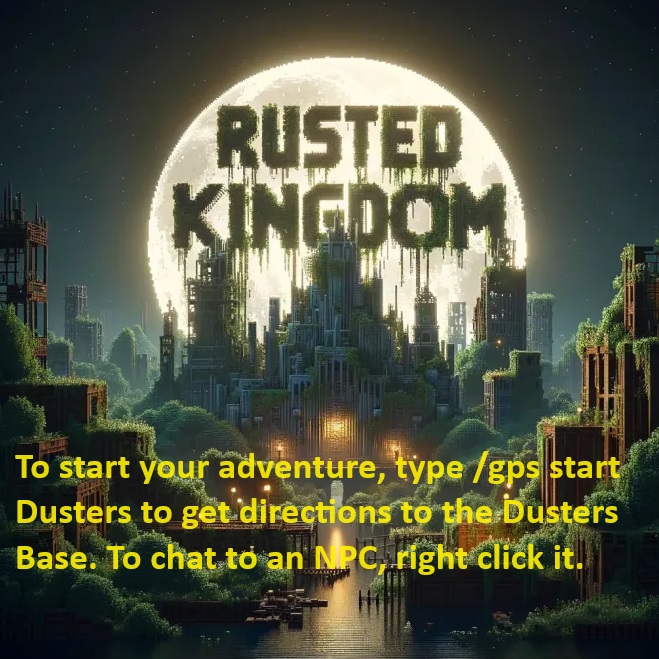 RUSTED
KINGDOM
To start your adventure, type /gps start
Dusters to get directions to the Dusters
Base. To chat to an NPC, right click it.